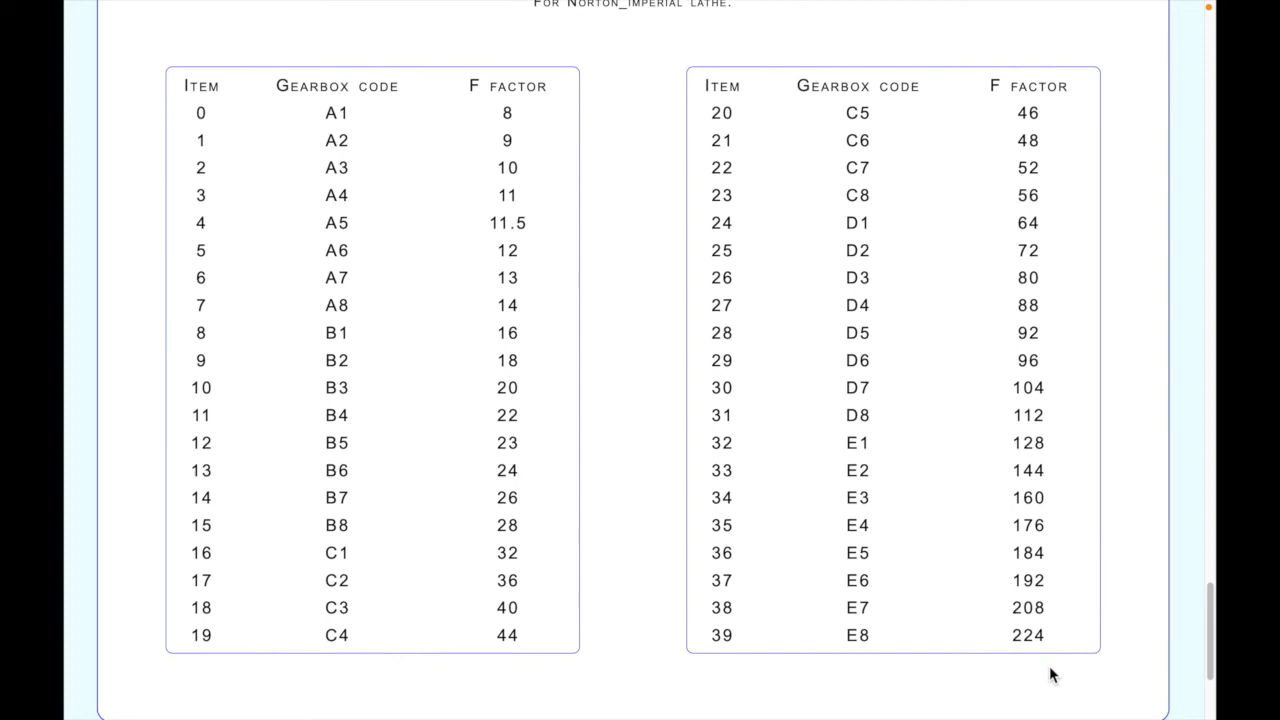 For Norton_imperial lathe.
Item Gearbox code F factor
0 A1 8
1 A2 9
2 A3 10
3 A4 11
4 A5 11.5
5 A6 12
6 A7 13
7 A8 14
8 B1 16
9 B2 18
10 B3 20
11 B4 22
12 B5 23
13 B6 24
14 B7 26
15 B8 28
16 C1 32
17 C2 36
18 C3 40
19 C4 44
Item Gearbox code F factor
20 C5 46
21 C6 48
22 C7 52
23 C8 56
24 D1 64
25 D2 72
26 D3 80
27 D4 88
28 D5 92
29 D6 96
30 D7 104
31 D8 112
32 E1 128
33 E2 144
34 E3 160
35 E4 176
36 E5 184
37 E6 192
38 E7 208
39 E8 224